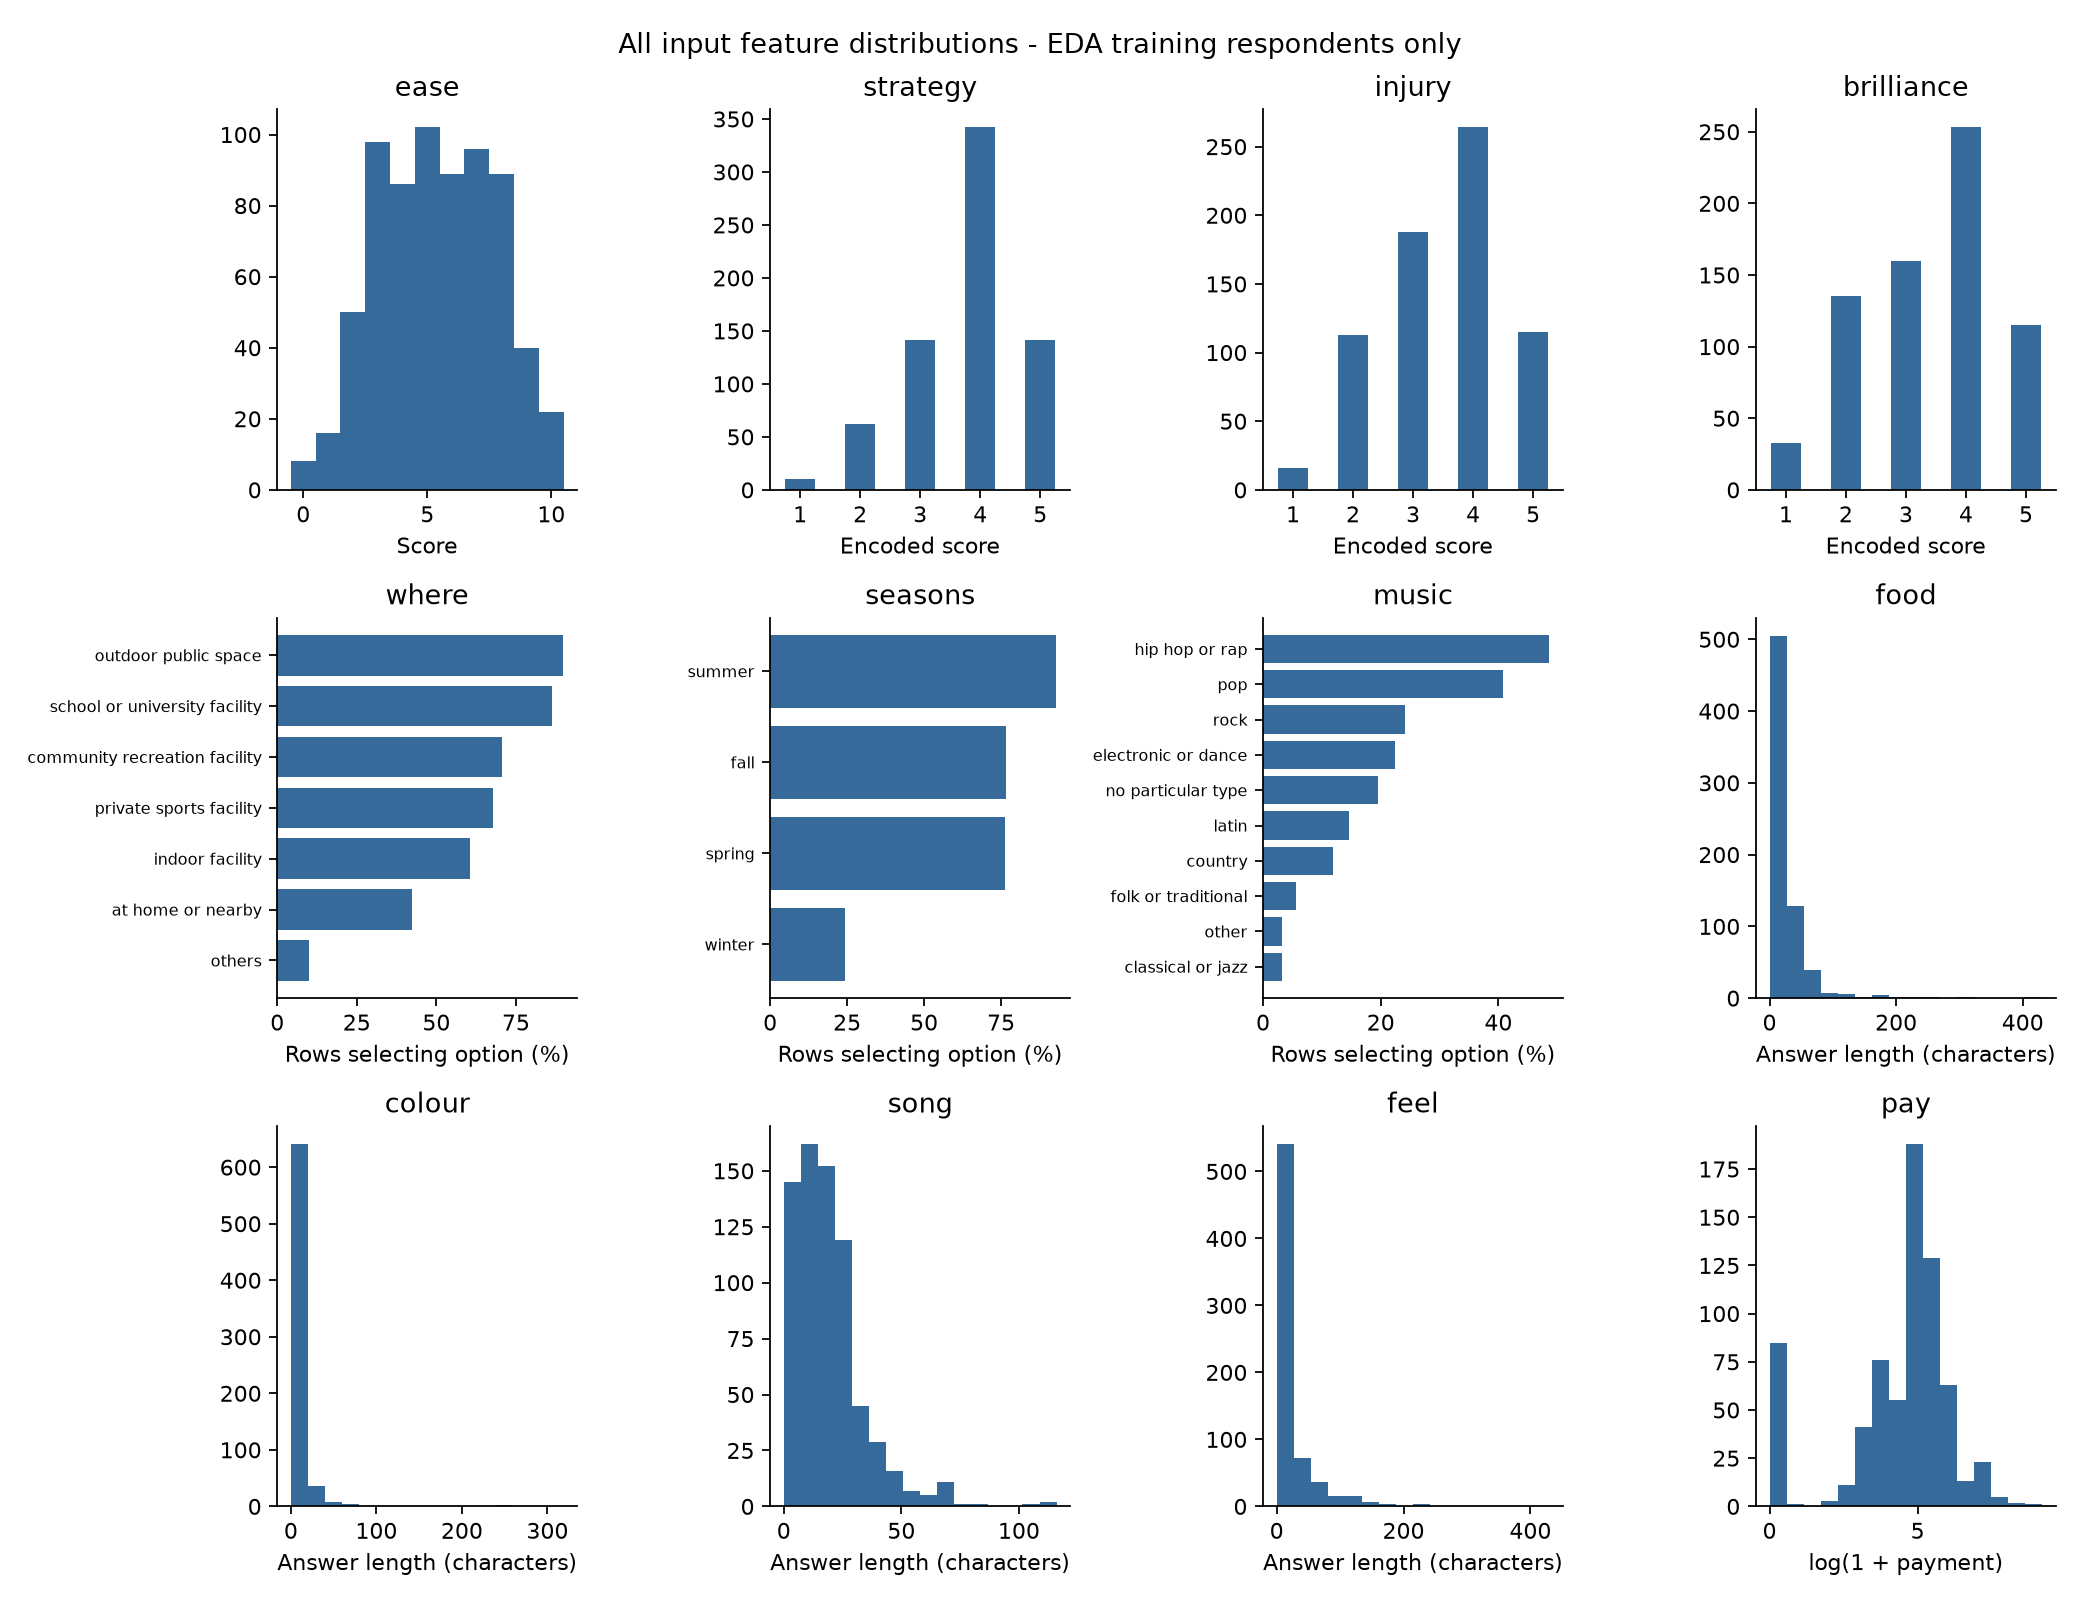 All input feature distributions - EDA training respondents only
ease
100
80
60
40
20
0
0 5 10
Score
strategy
350
300
250
200
150
100
50
0
1 2 3 4 5
Encoded score
injury
250
200
150
100
50
0
1 2 3 4 5
Encoded score
brilliance
250
200
150
100
50
0
1 2 3 4 5
Encoded score
where
outdoor public space
school or university facility
community recreation facility
private sports facility
indoor facility
at home or nearby
others
0 25 50 75
Rows selecting option (%)
seasons
summer
fall
spring
winter
0 25 50 75
Rows selecting option (%)
music
hip hop or rap
pop
rock
electronic or dance
no particular type
latin
country
folk or traditional
other
classical or jazz
0 20 40
Rows selecting option (%)
food
500
400
300
200
100
0
0 200 400
Answer length (characters)
colour
600
500
400
300
200
100
0
0 100 200 300
Answer length (characters)
song
150
125
100
75
50
25
0
0 50 100
Answer length (characters)
feel
500
400
300
200
100
0
0 200 400
Answer length (characters)
pay
175
150
125
100
75
50
25
0
0 5
log(1 + payment)